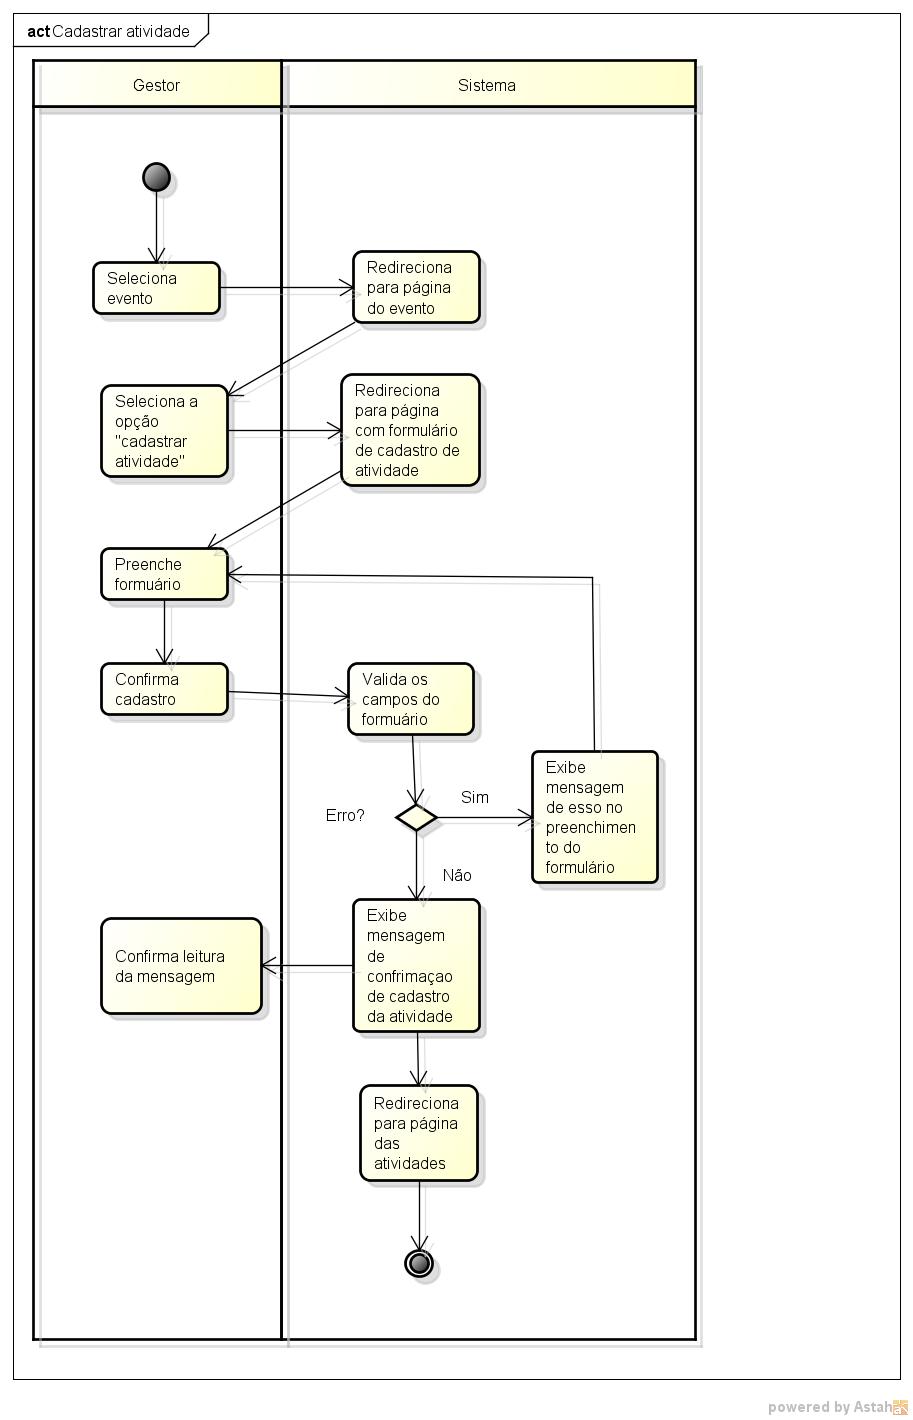 act Cadastrar atividade
Gestor
Sistema
Seleciona
evento
Redireciona
para página
do evento
Seleciona a
opção
"cadastrar
atividade"
Redireciona
para página
com formulário
de cadastro de
atividade
Preenche
formuário
Confirma
cadastro
Valida os
campos do
formuário
Erro?
Sim
Exibe
mensagem
de esso no
preenchimen
to do
formulário
Não
Exibe
mensagem
de
confrimaçao
de cadastro
da atividade
Confirma leitura
da mensagem
Redireciona
para página
das
atividades
powered by Astah